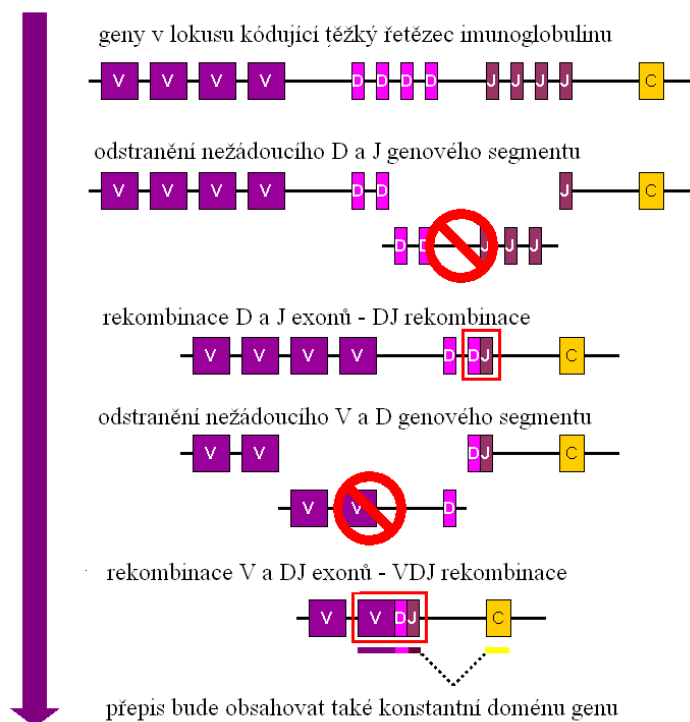 geny v lokusu kódující těžký řetězec imunoglobulinu
V V V V D D D D J J J J C
odstranění nežádoucího D a J genového segmentu
V V V V D D J C
D D J J J
rekombinace D a J exonů - DJ rekombinace
V V V V D D J C
odstranění nežádoucího V a D genového segmentu
V V D J C
V V D
rekombinace V a DJ exonů - VDJ rekombinace
V V D J C
přepis bude obsahovat také konstantní doménu genu